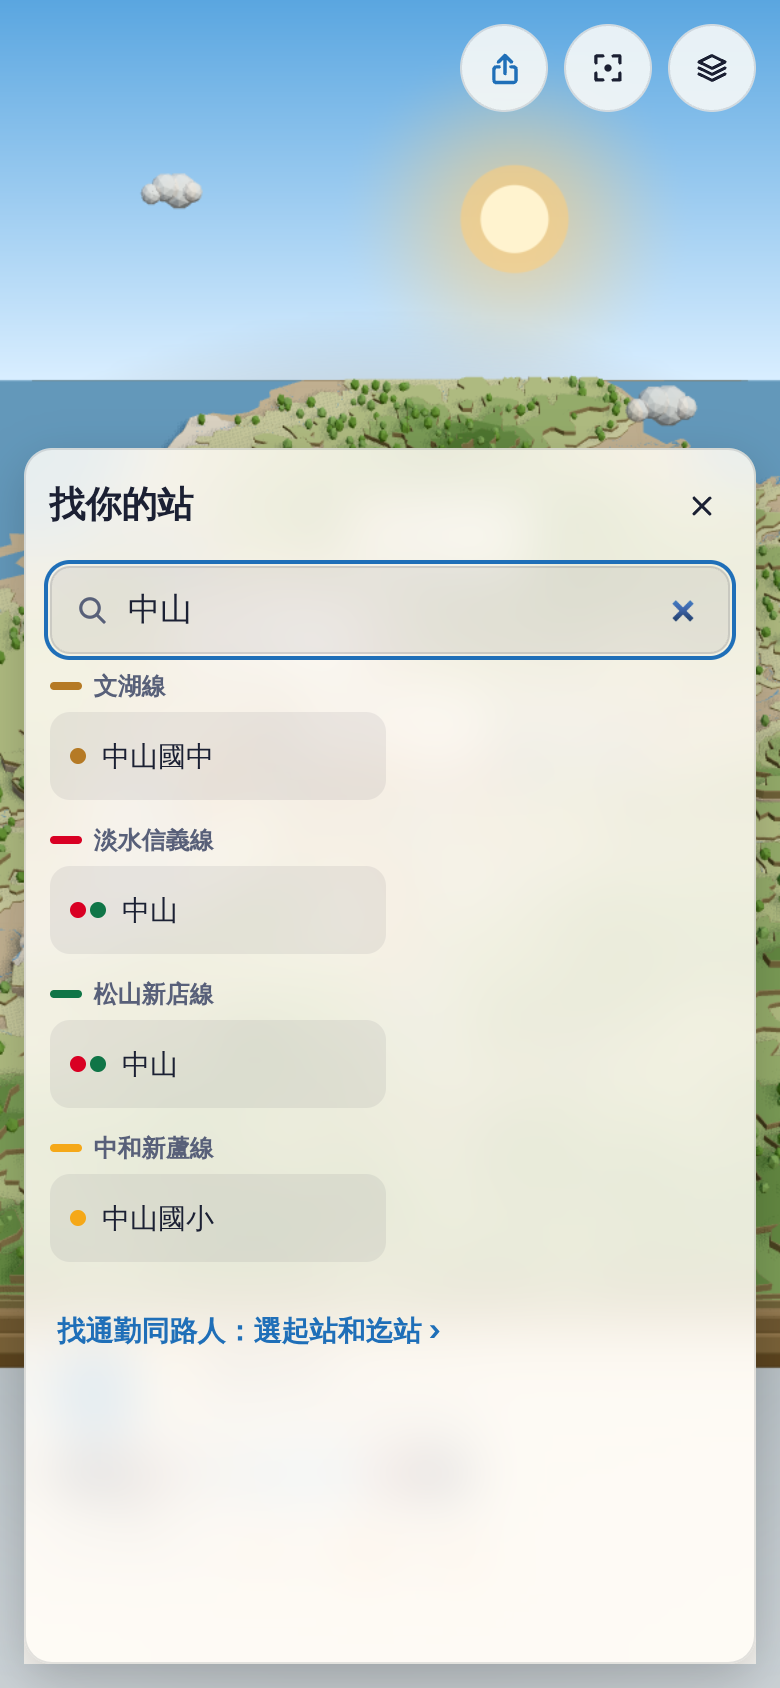 找你的站
中山
文湖線
中山國中
淡水信義線
中山
松山新店線
中山
中和新蘆線
中山國小
找通勤同路人：選起站和迄站 ›